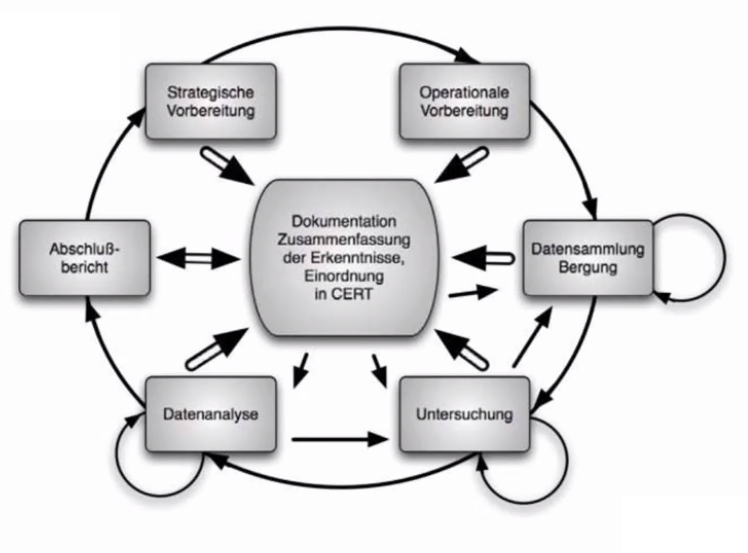 Strategische
Vorbereitung
Operationale
Vorbereitung
Abschluß-
bericht
Dokumentation
Zusammenfassung
der Erkenntnisse,
Einordnung
in CERT
Datensammlung
Bergung
Datenanalyse
Untersuchung